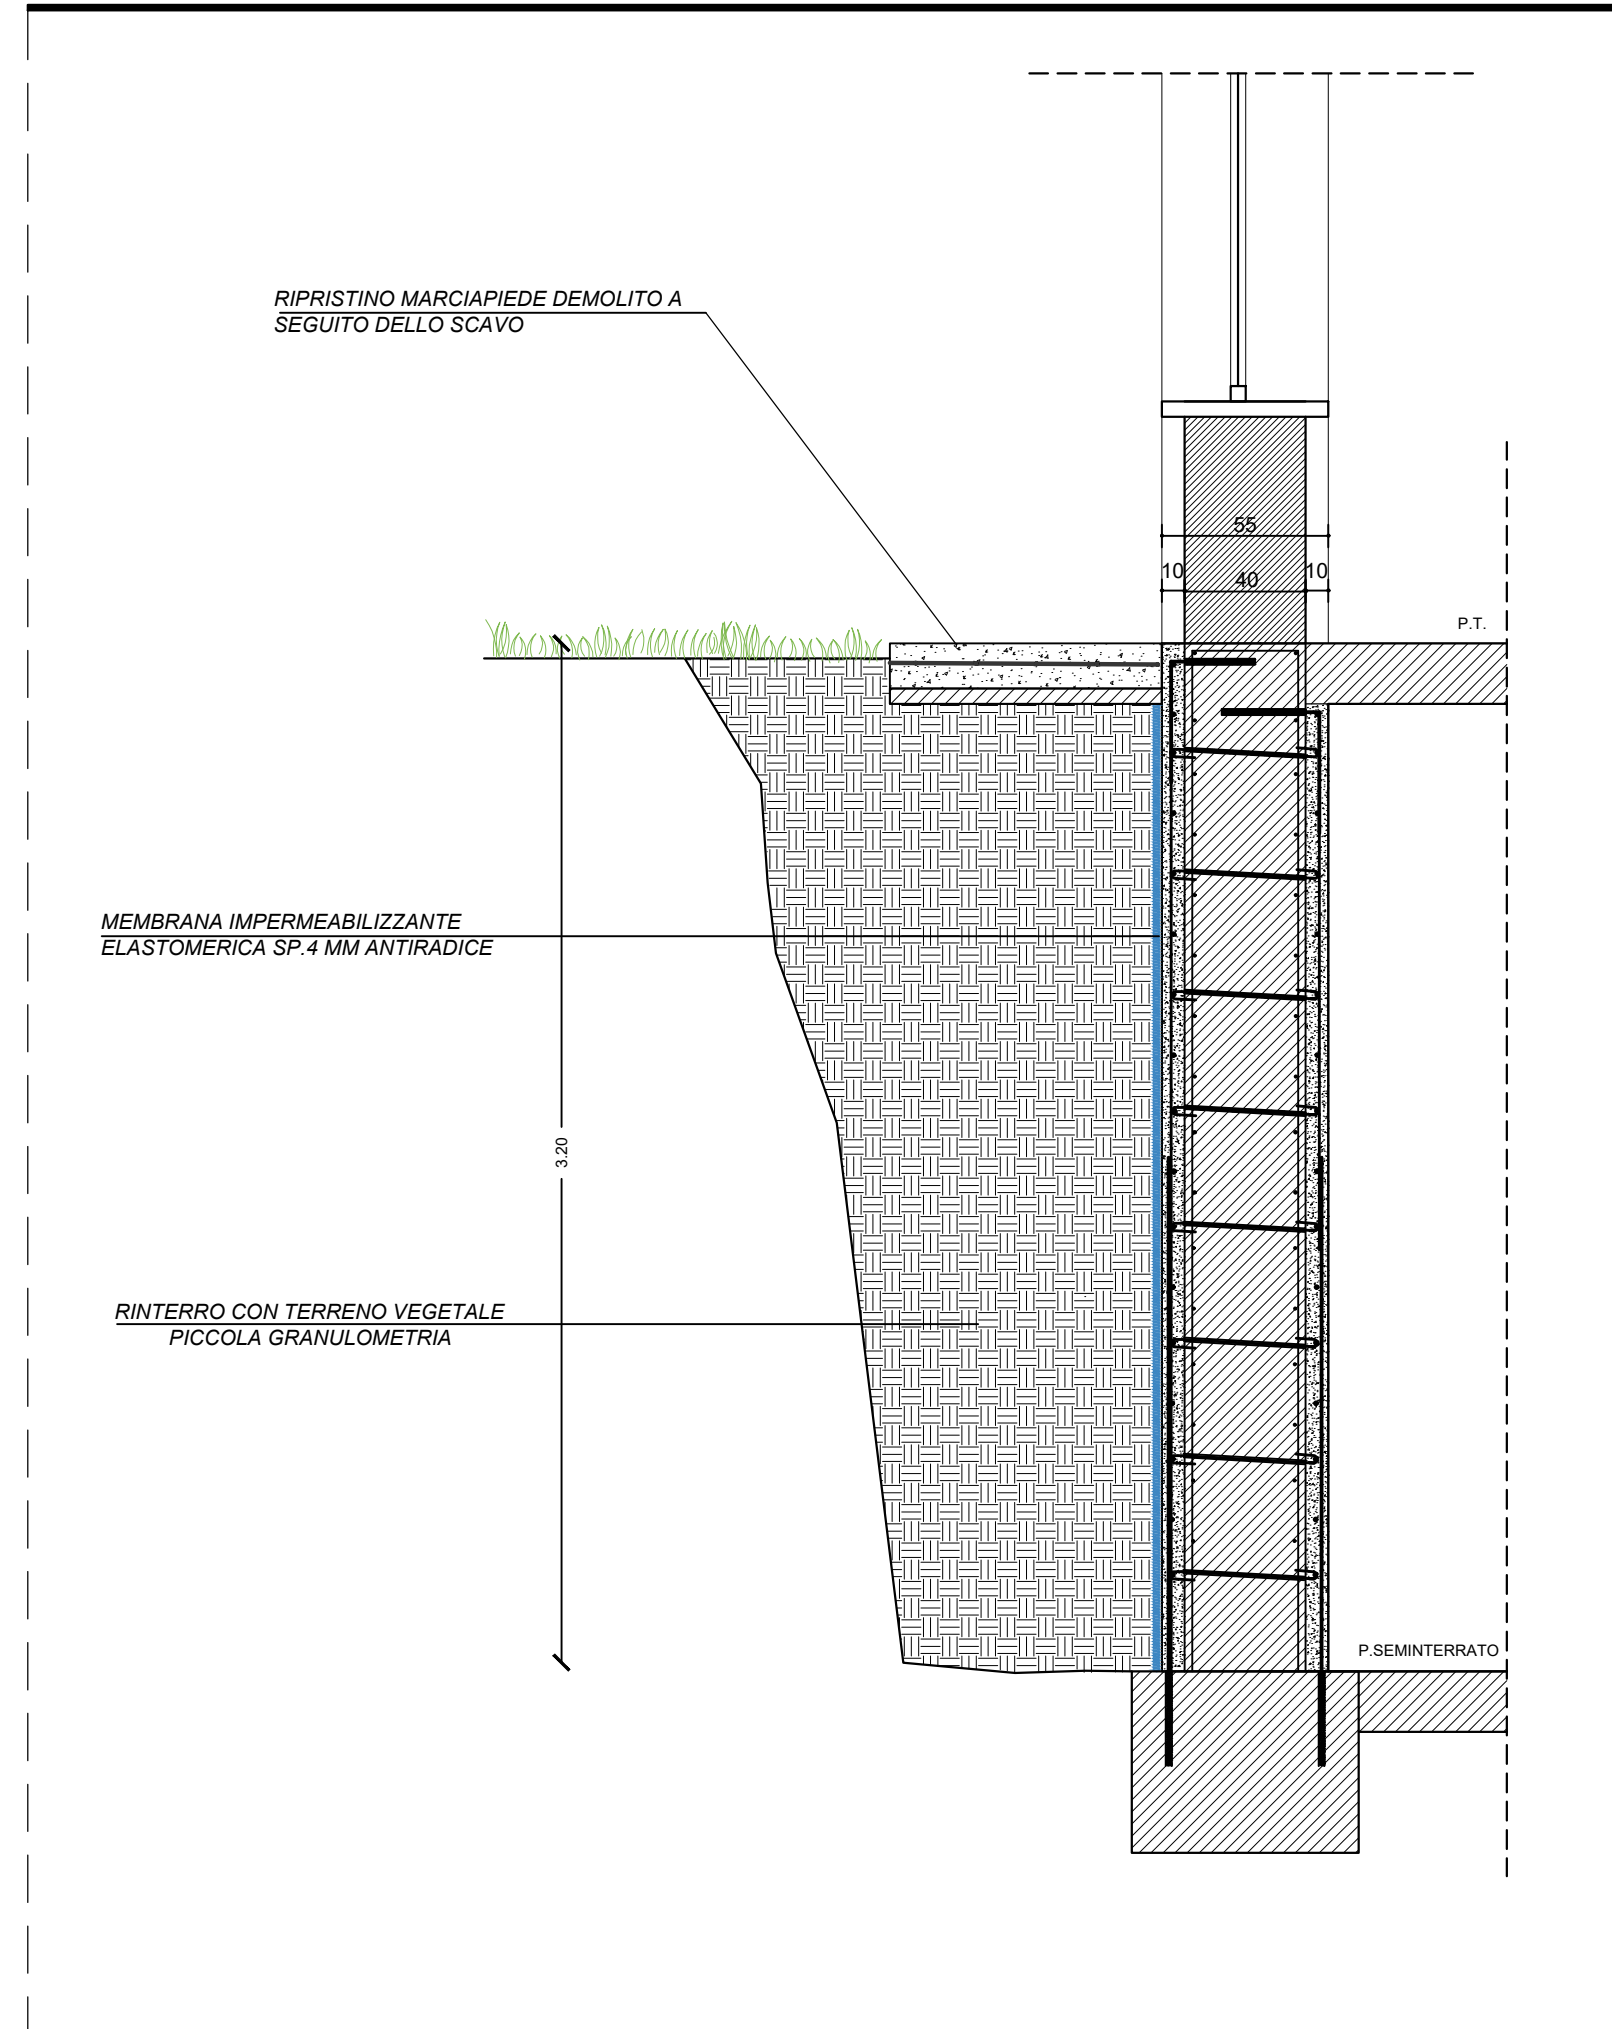 RIPRISTINO MARCIAPIEDE DEMOLITO A
SEGUITO DELLO SCAVO
55
10
40
10
P.T.
MEMBRANA IMPERMEABILIZZANTE
ELASTOMERICA SP.4 MM ANTIRADICE
3.20
RINTERRO CON TERRENO VEGETALE
PICCOLA GRANULOMETRIA
P.SEMINTERRATO